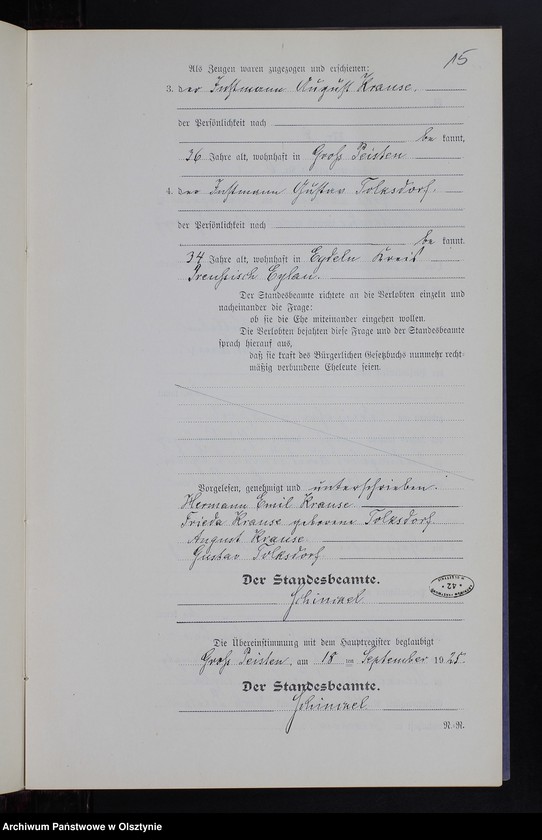 15
Als Zeugen waren zugezogen und erschienen:
3. der Instmann August Krause.
der Persönlichkeit nach
be kannt,
36 Jahre alt, wohnhaft in Groß Peisten
4. der Instmann Gustav Tolksdorf.
der Persönlichkeit nach
be kannt.
34 Jahre alt, wohnhaft in Kreis
Preussisch Eylau.
Der Standesbeamte richtete an die Verlobten einzeln und
nacheinander die Frage:
ob sie die Ehe miteinander eingehen wollen.
Die Verlobten bejahten diese Frage und der Standesbeamte
sprach hierauf aus,
daß sie kraft des Bürgerlichen Gesetzbuchs nunmehr recht-
mäßig verbundene Eheleute seien.
Vorgelesen, genehmigt und unterschrieben.
Hermann Emil Krause
Frieda Krause geborene Tolksdorf
August Krause
Gustav Tolksdorf
Der Standesbeamte.
42
Die Übereinstimmung mit dem Hauptregister beglaubigt
Groß Peisten, am 18 ten September 1925.
Der Standesbeamte.
N.-R.
Archiwum Państwowe w Olsztynie